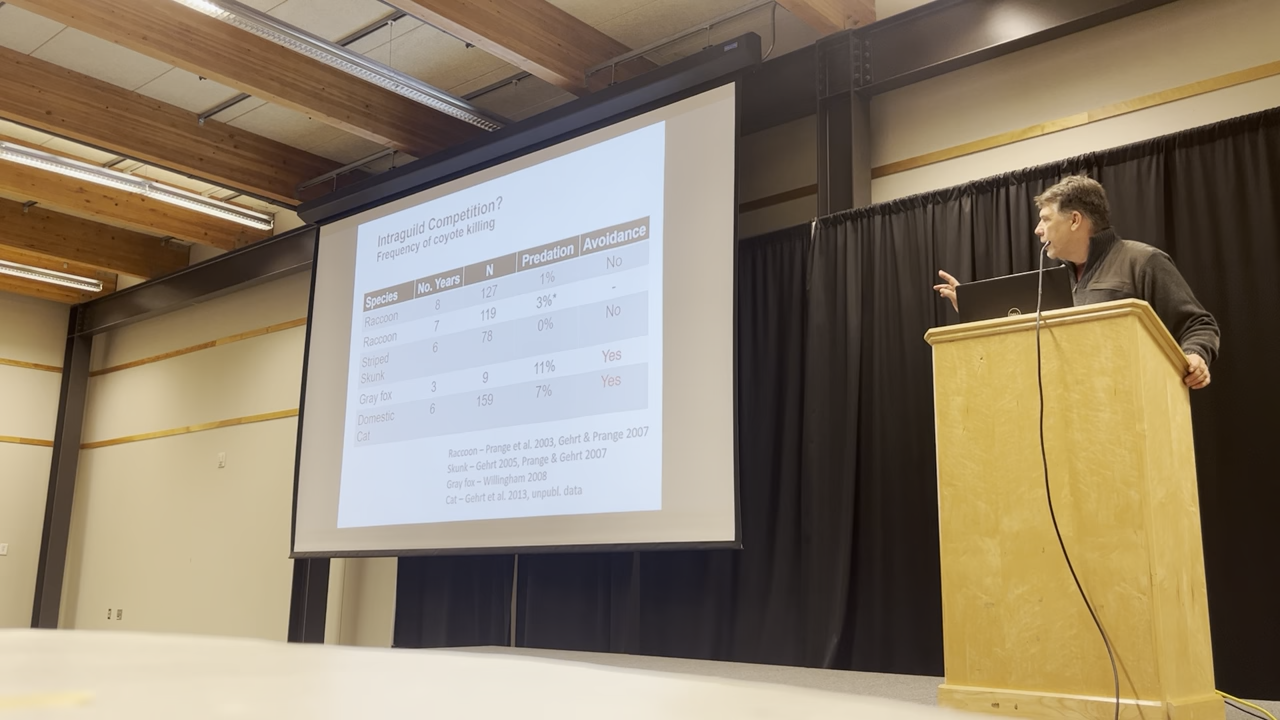 Intraguild Competition?
Frequency of coyote killing
Species No. Years N Predation Avoidance
Raccoon 8 127 1% No
Raccoon 7 119 3%* -
Striped Skunk 6 78 0% No
Gray fox 3 9 11% Yes
Domestic Cat 6 159 7% Yes
Raccoon – Prange et al. 2003, Gehrt & Prange 2007
Skunk – Gehrt 2005, Prange & Gehrt 2007
Gray fox – Willingham 2008
Cat – Gehrt et al. 2013, unpubl. data